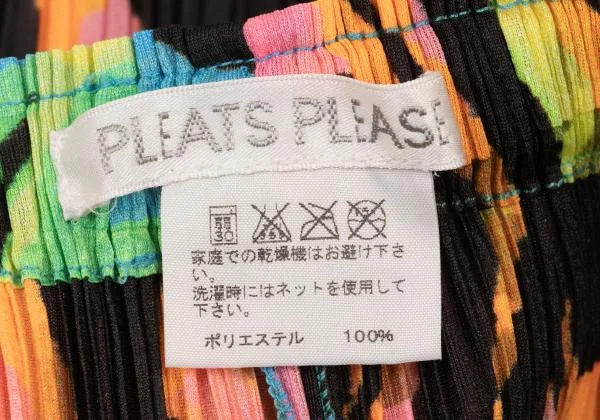 PLEATS PLEASE
弱 30
家庭での乾燥機はお避け下さ
い。
洗濯時にはネットを使用して
下さい。
ポリエステル 100%